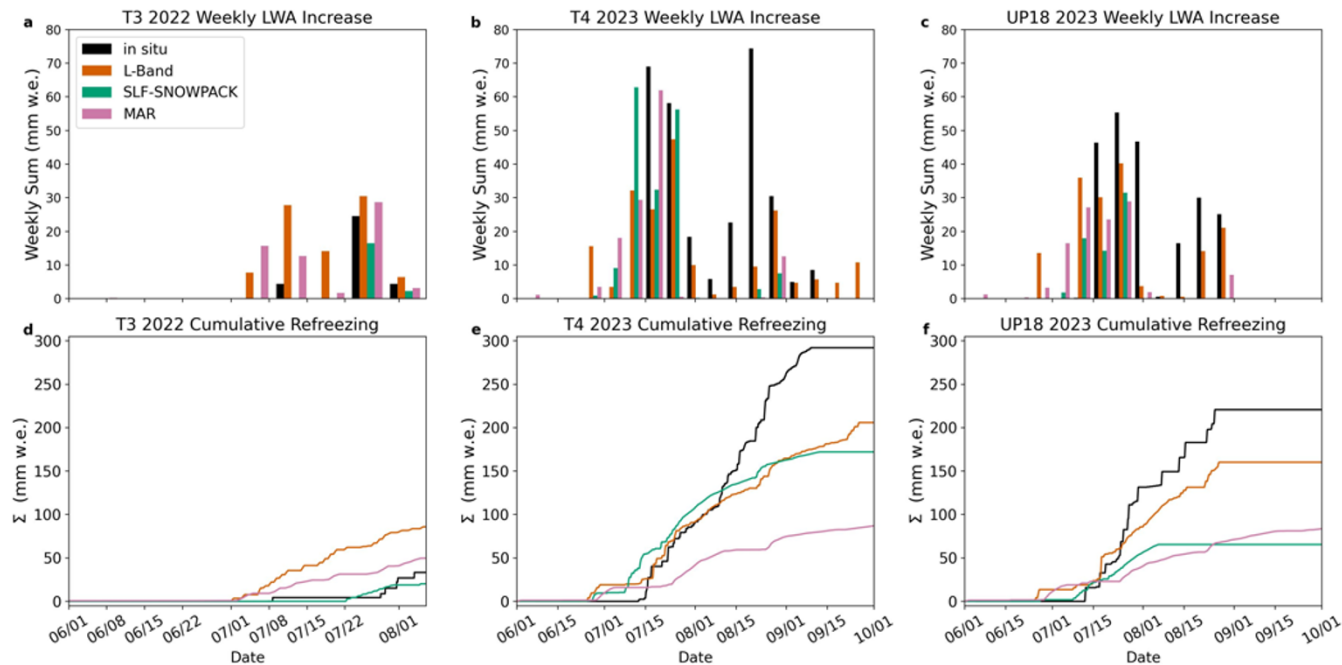 a T3 2022 Weekly LWA Increase
b T4 2023 Weekly LWA Increase
c UP18 2023 Weekly LWA Increase
80 80 80
70 70 70
60 60 60
50 50 50
40 40 40
30 30 30
20 20 20
10 10 10
0 0 0
Weekly Sum (mm w.e.)
Weekly Sum (mm w.e.)
Weekly Sum (mm w.e.)
in situ
L-Band
SLF-SNOWPACK
MAR
d T3 2022 Cumulative Refreezing
e T4 2023 Cumulative Refreezing
f UP18 2023 Cumulative Refreezing
300 300 300
250 250 250
200 200 200
150 150 150
100 100 100
50 50 50
0 0 0
Σ (mm w.e.)
Σ (mm w.e.)
Σ (mm w.e.)
06/01 06/08 06/15 06/22 07/01 07/08 07/15 07/22 08/01
06/01 06/15 07/01 07/15 08/01 08/15 09/01 09/15 10/01
06/01 06/15 07/01 07/15 08/01 08/15 09/01 09/15 10/01
Date Date Date